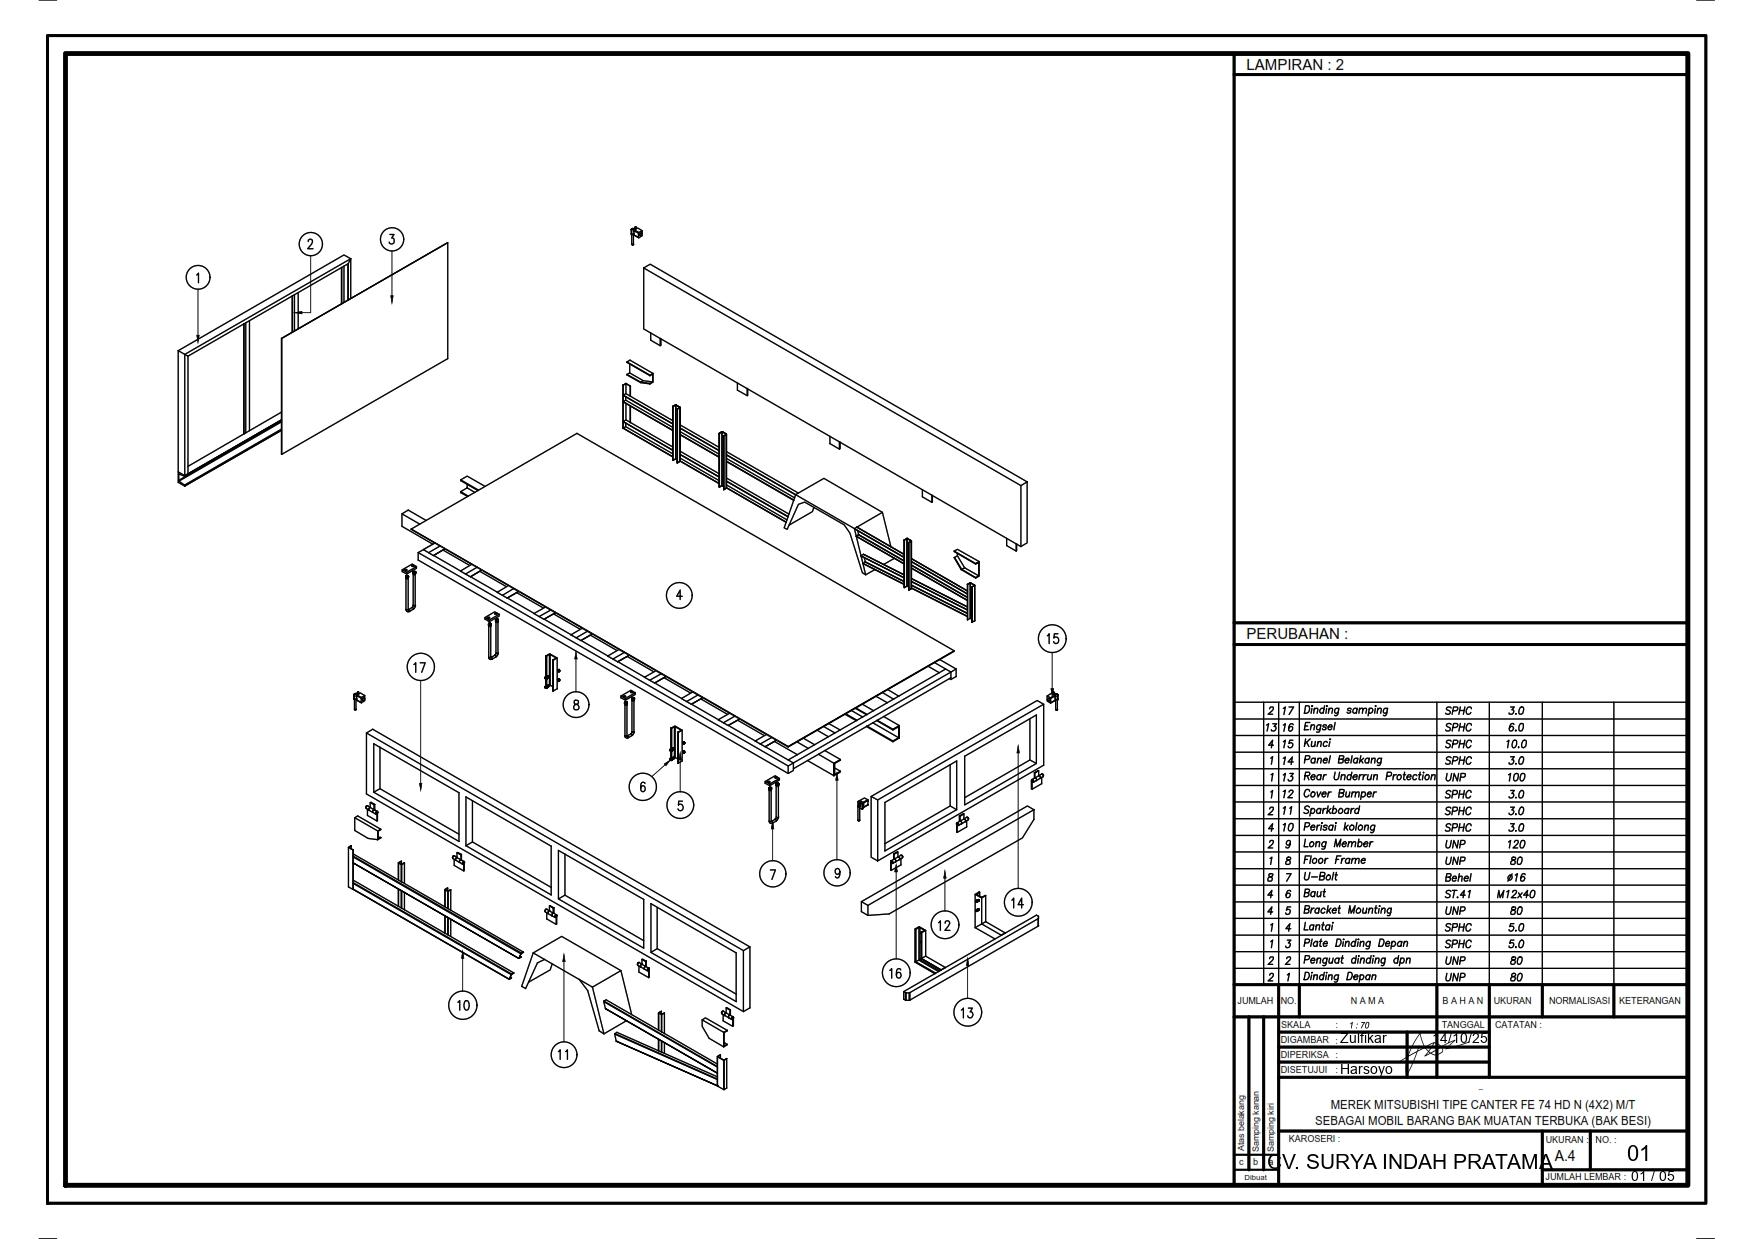 LAMPIRAN : 2
1
2
3
4
15
17
8
6
5
7
9
14
12
16
10
13
11
PERUBAHAN :
2 17 Dinding samping SPHC 3.0
13 16 Engsel SPHC 6.0
4 15 Kunci SPHC 10.0
1 14 Panel Belakang SPHC 3.0
1 13 Rear Underrun Protection UNP 100
1 12 Cover Bumper SPHC 3.0
2 11 Sparkboard SPHC 3.0
4 10 Perisai kolong SPHC 3.0
2 9 Long Member UNP 120
1 8 Floor Frame UNP 80
8 7 U-Bolt Behel ø16
4 6 Baut ST.41 M12x40
4 5 Bracket Mounting UNP 80
1 4 Lantai SPHC 5.0
1 3 Plate Dinding Depan SPHC 5.0
2 2 Penguat dinding dpn UNP 80
2 1 Dinding Depan UNP 80
JUMLAH NO. N A M A B A H A N UKURAN NORMALISASI KETERANGAN
SKALA : 1 : 70 TANGGAL CATATAN :
DIGAMBAR : Zulfikar 14/10/25
DIPERIKSA :
DISETUJUI : Harsoyo
MEREK MITSUBISHI TIPE CANTER FE 74 HD N (4X2) M/T
SEBAGAI MOBIL BARANG BAK MUATAN TERBUKA (BAK BESI)
Atas belakang
Samping kanan
Samping kiri
c b a
Dibuat
KAROSERI :
CV. SURYA INDAH PRATAMA
UKURAN : A.4
NO. : 01
JUMLAH LEMBAR : 01 / 05